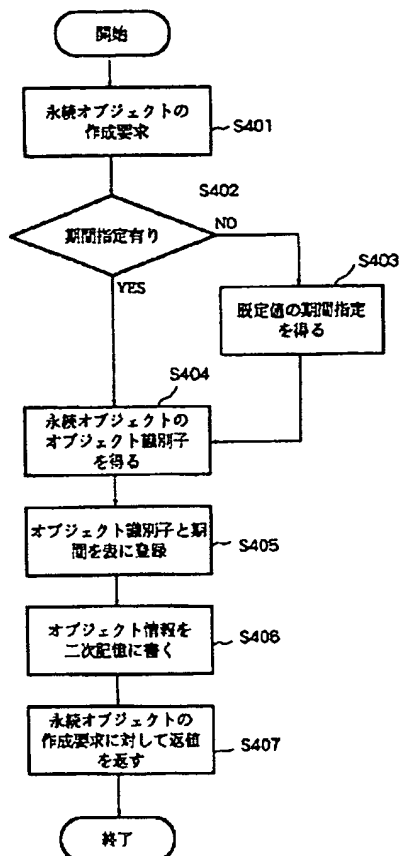 開始
永続オブジェクトの
作成要求
S401
S402
期間指定有り
NO
YES
S403
既定値の期間指定
を得る
S404
永続オブジェクトの
オブジェクト識別子
を得る
オブジェクト識別子と期
間を表に登録
S405
オブジェクト情報を
二次記憶に書く
S406
永続オブジェクトの
作成要求に対して返値
を返す
S407
終了